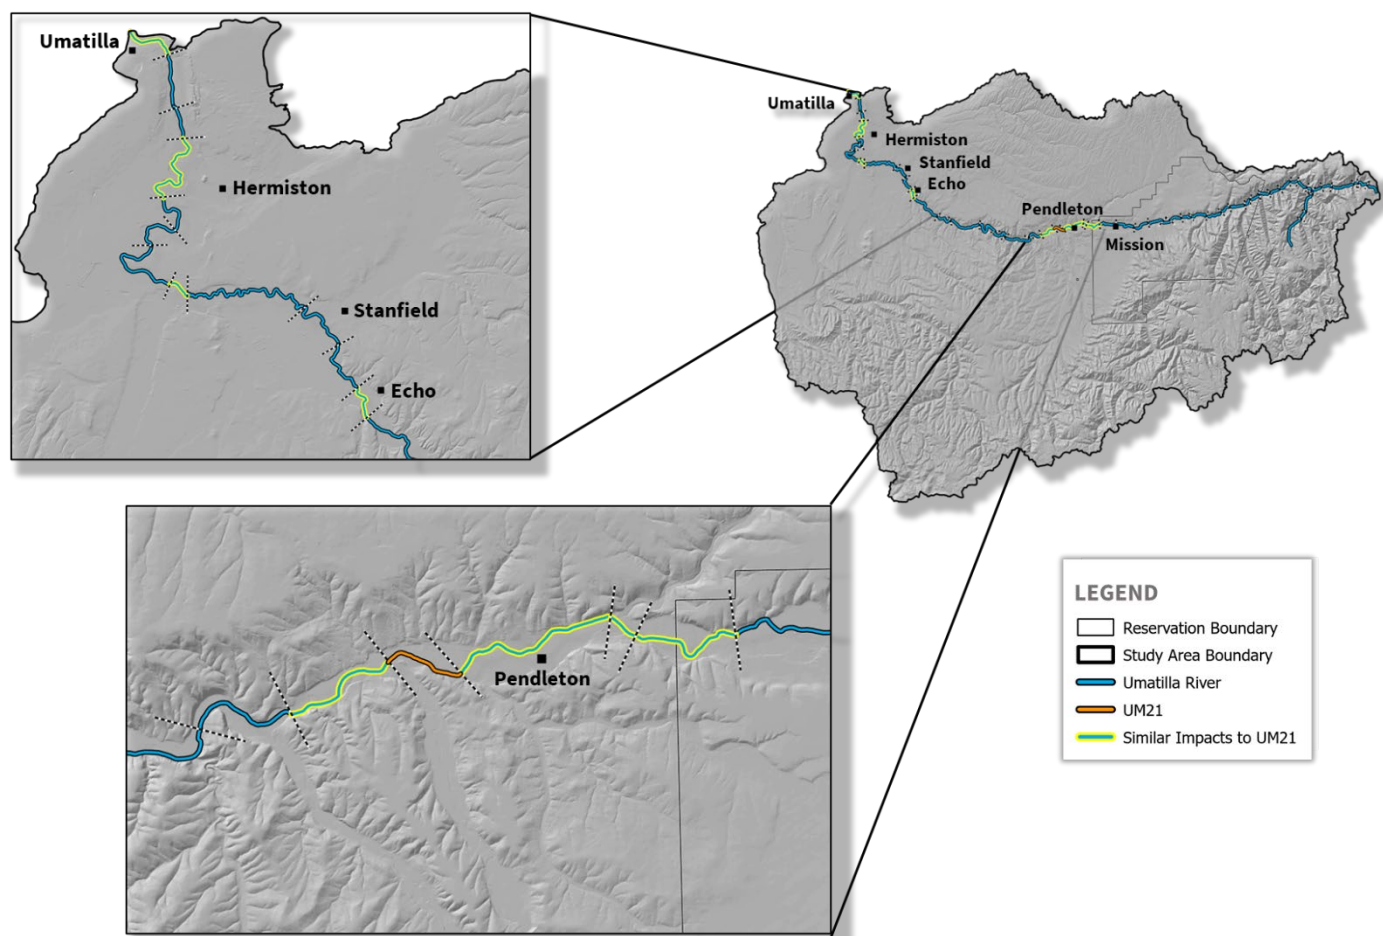 Umatilla
Hermiston
Stanfield
Echo
Umatilla
Hermiston
Stanfield
Echo
Pendleton
Mission
Pendleton
LEGEND
Reservation Boundary
Study Area Boundary
Umatilla River
UM21
Similar Impacts to UM21